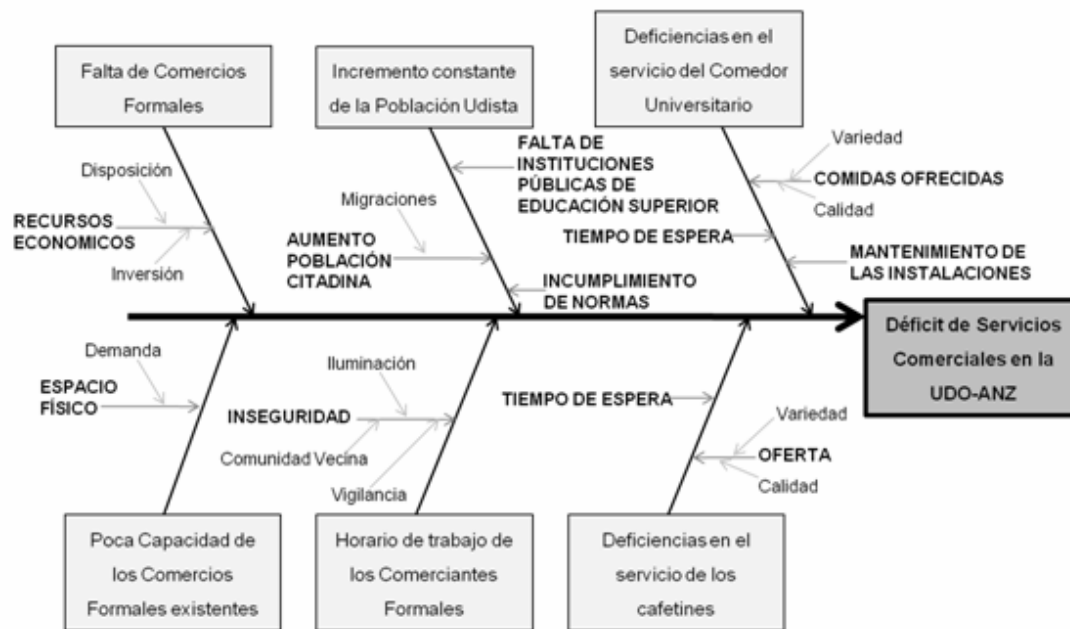 Falta de Comercios
Formales
Incremento constante
de la Población Udista
Deficiencias en el
servicio del Comedor
Universitario
Disposición
RECURSOS
ECONOMICOS
Inversión
Migraciones
AUMENTO
POBLACIÓN
CITADINA
FALTA DE
INSTITUCIONES
PÚBLICAS DE
EDUCACIÓN SUPERIOR
INCUMPLIMIENTO
DE NORMAS
Variedad
COMIDAS OFRECIDAS
Calidad
TIEMPO DE ESPERA
MANTENIMIENTO DE
LAS INSTALACIONES
Déficit de Servicios
Comerciales en la
UDO-ANZ
Demanda
ESPACIO
FÍSICO
Iluminación
INSEGURIDAD
Comunidad Vecina
Vigilancia
TIEMPO DE ESPERA
Variedad
OFERTA
Calidad
Poca Capacidad de
los Comercios
Formales existentes
Horario de trabajo de
los Comerciantes
Formales
Deficiencias en el
servicio de los
cafetines